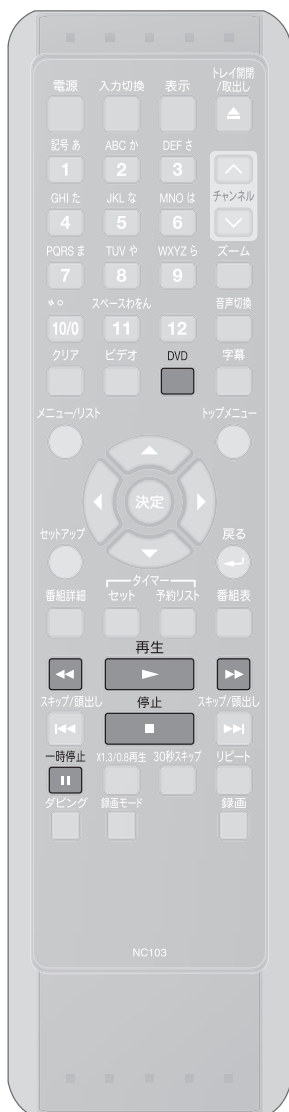 電源 入力切換 表示 トレイ開閉
/取出し
記号 あ ABC か DEF さ
1 2 3
GHI た JKL な MNO は チャンネル
4 5 6
PQRS ま TUV や WXYZ ら ズーム
7 8 9
゛゜ スペースわをん 音声切換
10/0 11 12
クリア ビデオ DVD 字幕
メニュー/リスト トップメニュー
決定
セットアップ 戻る
タイマー
番組詳細 セット 予約リスト 番組表
再生
スキップ/頭出し 停止 スキップ/頭出し
一時停止 X1.3/0.8再生 30秒スキップ リピート
ダビング 録画モード 録画
NC103